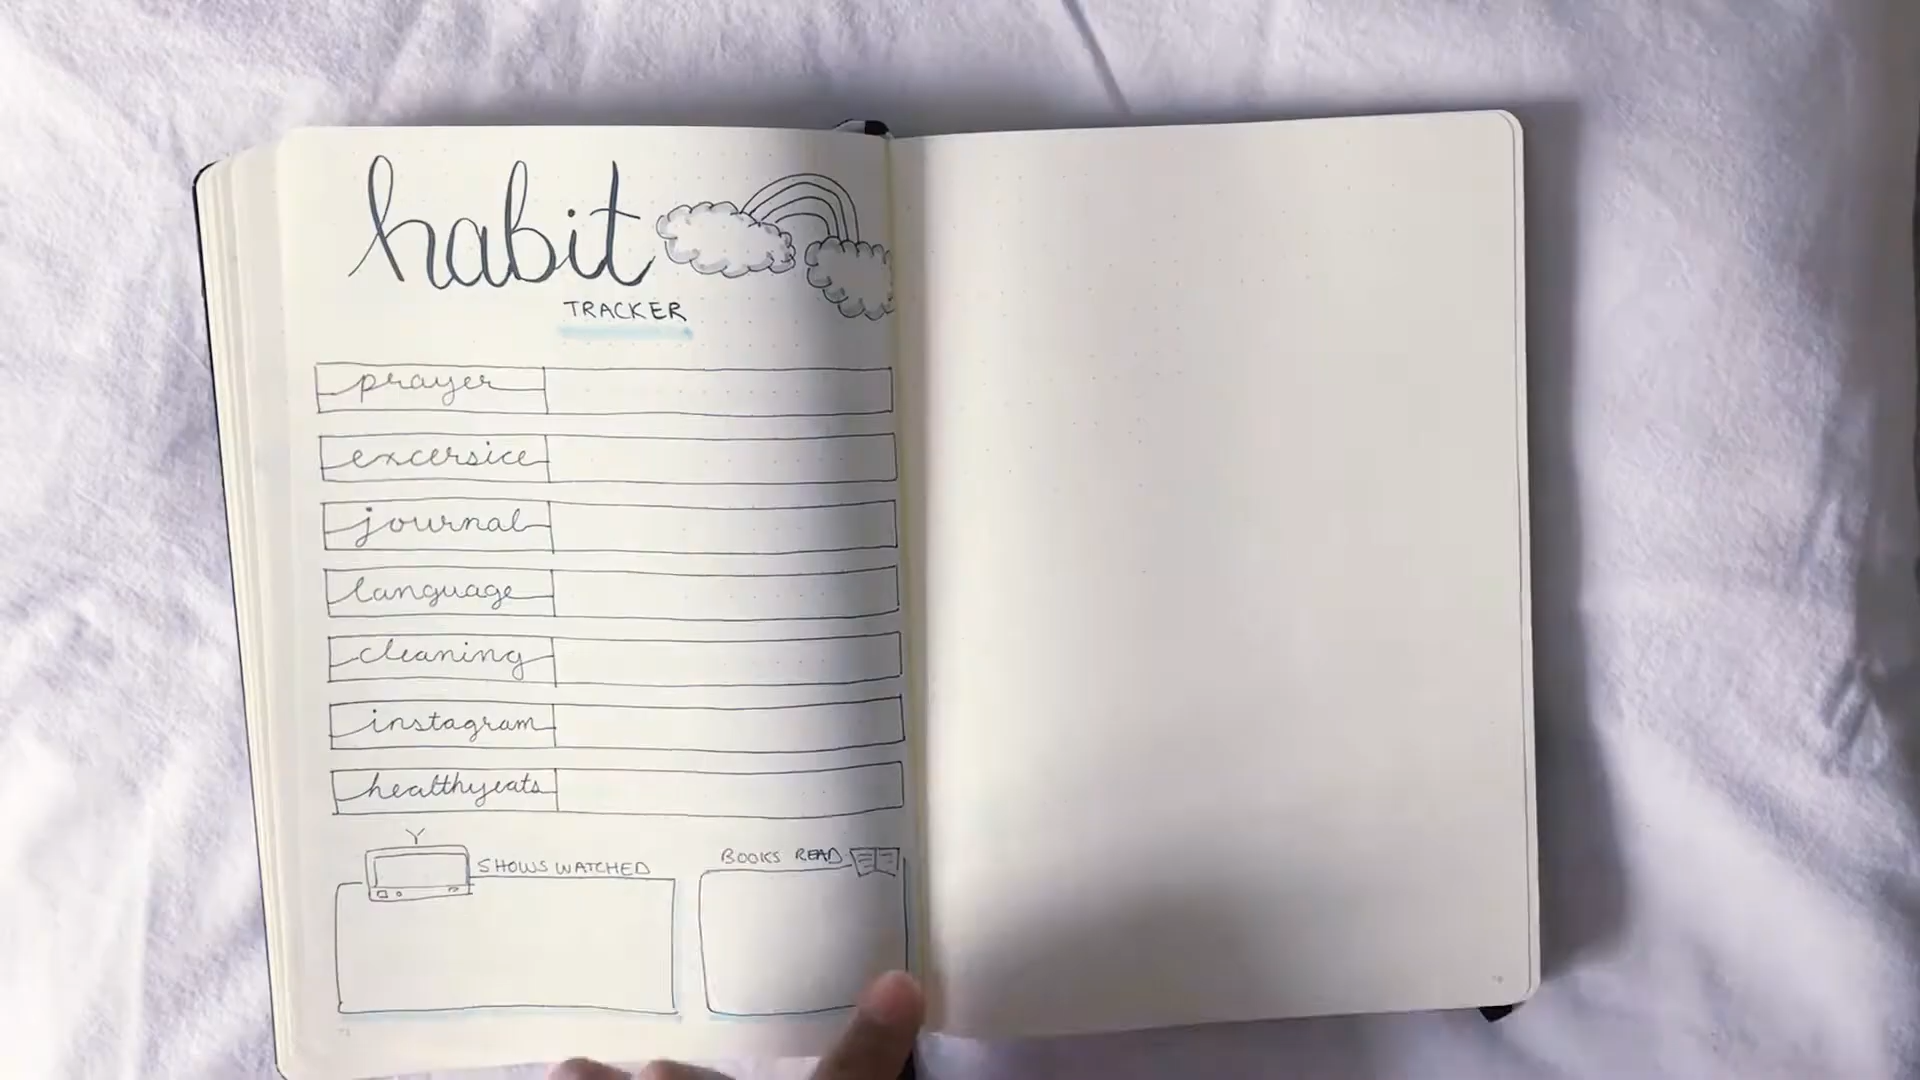 habit
TRACKER
prayer
excersice
journal
language
cleaning
instagram
healthyeats
SHOWS WATCHED
BOOKS READ